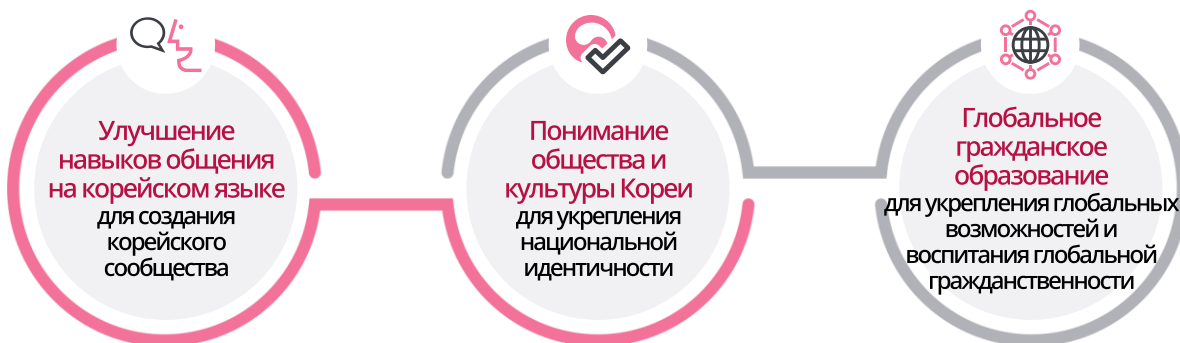 Улучшение
навыков общения
на корейском языке
для создания
корейского
сообщества
Понимание
общества и
культуры Кореи
для укрепления
национальной
идентичности
Глобальное
гражданское
образование
для укрепления глобальных
возможностей и
воспитания глобальной
гражданственности